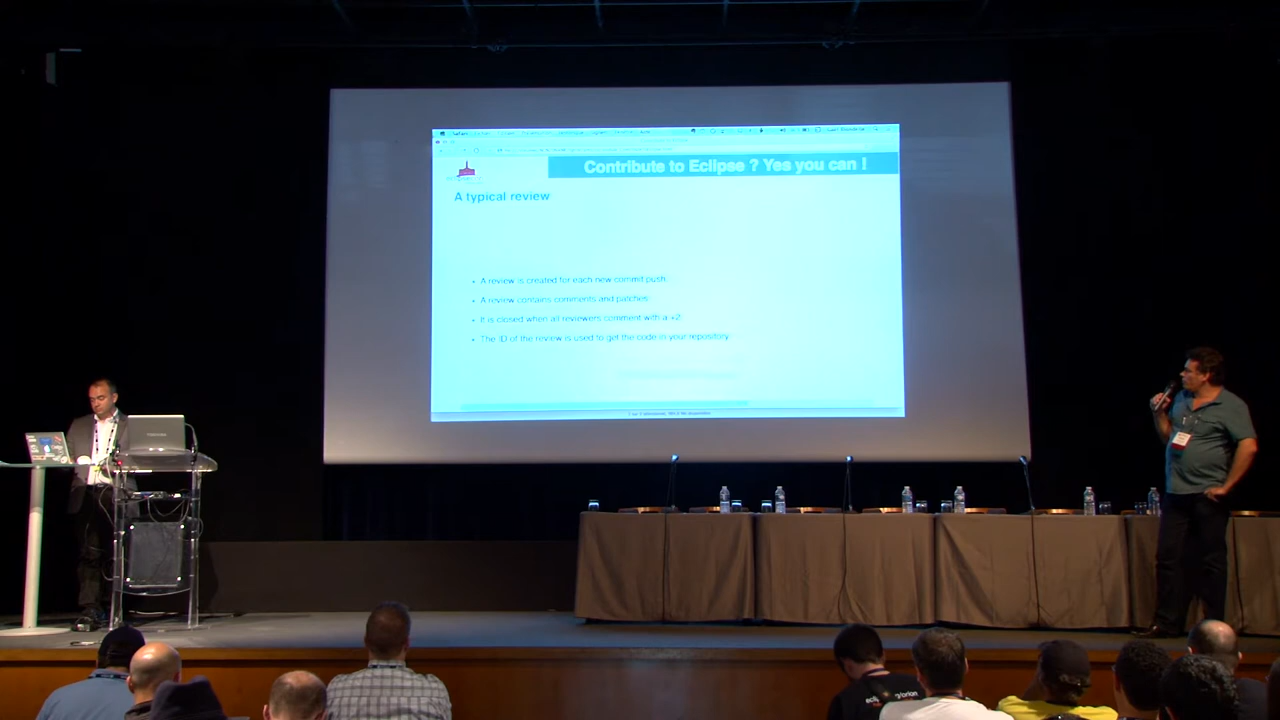 Safari
Contribute to Eclipse ? Yes you can !
A typical review
A review is created for each new commit push.
A review contains comments and patches.
It is closed when all reviewers comment with a +2.
The ID of the review is used to get the code in your repository.
TOSHIBA